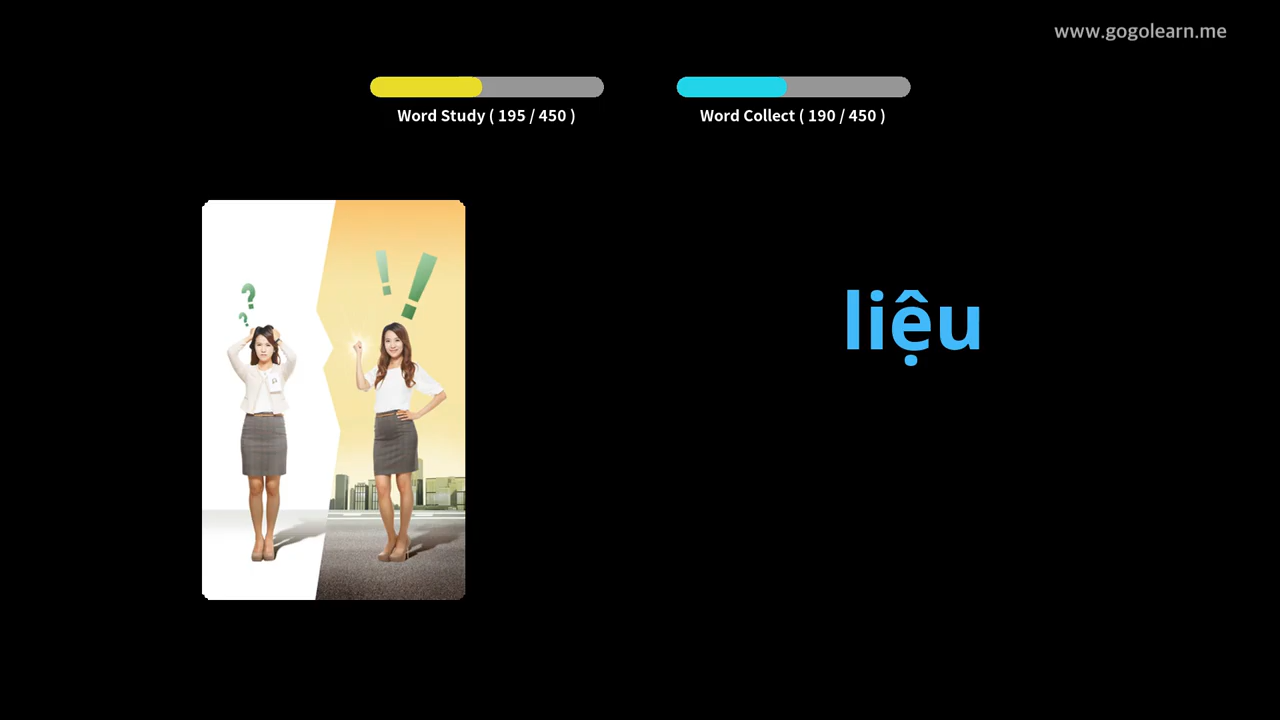 www.gogolearn.me
Word Study ( 195 / 450 )
Word Collect ( 190 / 450 )
? ?
! !
liệu